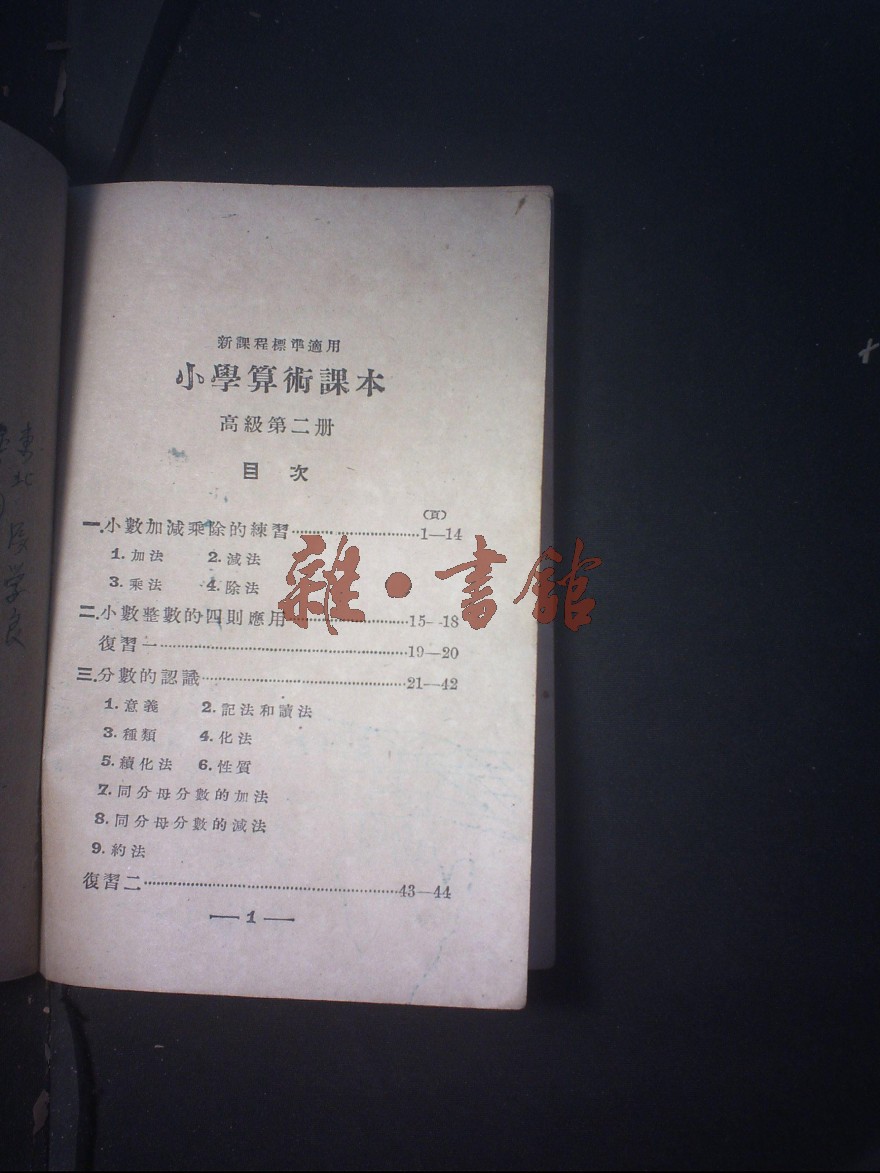 新課程標準適用
小學算術課本
高級第二册
目 次
(頁)
一.小數加減乘除的練習⋯⋯⋯⋯⋯1—14
1.加法 2.減法
3.乘法 4.除法
二.小數整數的四則應用⋯⋯⋯⋯⋯15--18
復習一⋯⋯⋯⋯⋯⋯⋯⋯⋯⋯⋯19—20
三.分數的認識⋯⋯⋯⋯⋯⋯⋯⋯⋯21—42
1.意義 2.記法和讀法
3.種類 4.化法
5.續化法 6.性質
7.同分母分數的加法
8.同分母分數的減法
9.約法
復習二⋯⋯⋯⋯⋯⋯⋯⋯⋯⋯⋯43—44
— 1 —
雜·書館
東北
学良